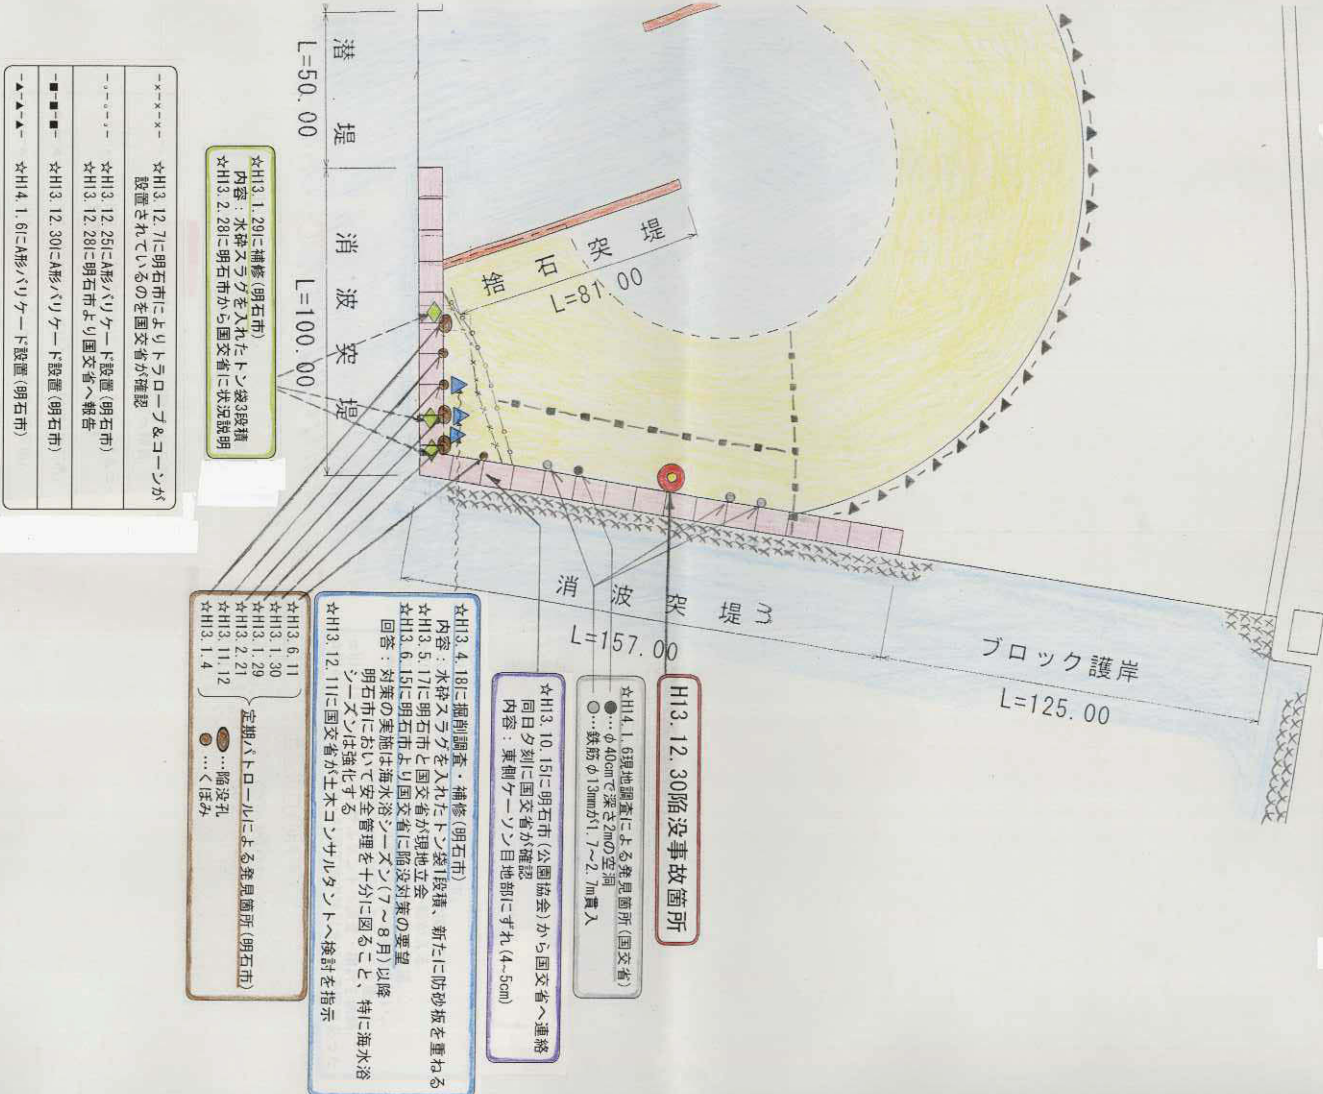 潜堤
L=50.00
消波突堤
L=100.00
捨石突堤
L=81.00
消波突堤
L=157.00
ブロック護岸
L=125.00
H13.12.30陥没事故箇所
☆H14.1.6現地調査による発見箇所(国交省)
●…φ40cmで深さ2mの空洞
○…鉄筋φ13mmが1.7~2.7m貫入
☆H13.10.15に明石市(公園協会)から国交省へ連絡
同日夕刻に国交省が確認
内容:東側ケーソン目地部にずれ(4~5cm)
☆H13.4.18に掘削調査・補修(明石市)
内容:水砕スラグを入れたトン袋1段積、新たに防砂板を重ねる
☆H13.5.17に明石市と国交省が現地立会
☆H13.6.15に明石市より国交省に陥没対策の要望
回答:対策の実施は海水浴シーズン(7~8月)以降
明石市において安全管理を十分に図ること、特に海水浴
シーズンは強化する
☆H13.12.11に国交省が土木コンサルタントへ検討を指示
☆H13.6.11
☆H13.1.30
☆H13.1.29
☆H13.2.21
☆H13.11.12
☆H13.1.4
定期パトロールによる発見箇所(明石市)
…陥没孔
…くぼみ
☆H13.1.29に補修(明石市)
内容:水砕スラグを入れたトン袋3段積
☆H13.2.28に明石市から国交省に状況説明
-×-×-×- ☆H13.12.7に明石市によりトラロープ&コーンが
設置されているのを国交省が確認
-○-○-○- ☆H13.12.25にA形バリケード設置(明石市)
☆H13.12.28に明石市より国交省へ報告
-■-■-■- ☆H13.12.30にA形バリケード設置(明石市)
-▲-▲-▲- ☆H14.1.6にA形バリケード設置(明石市)